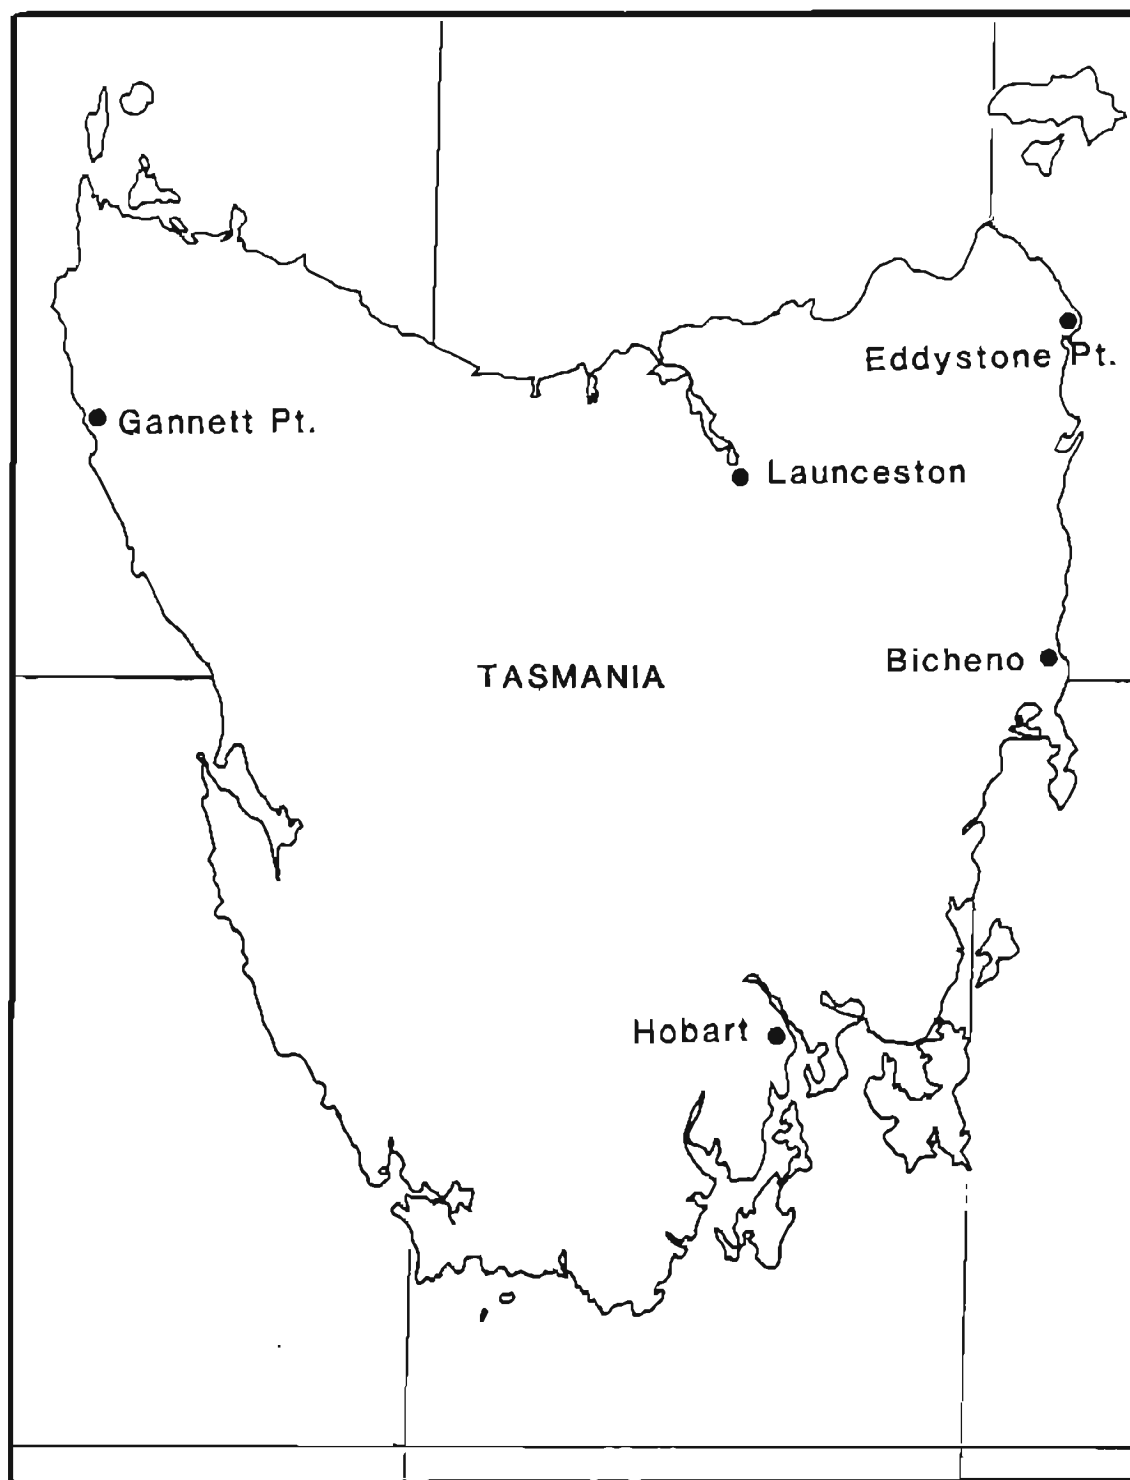 Eddystone Pt.
Gannett Pt.
Launceston
Bicheno
TASMANIA
Hobart